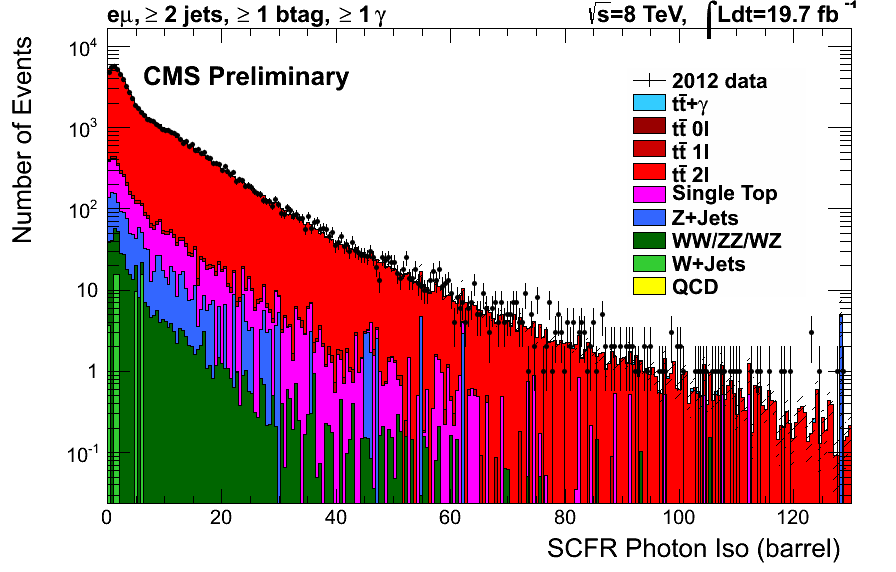 eμ, ≥ 2 jets, ≥ 1 btag, ≥ 1 γ
√s=8 TeV, ∫Ldt=19.7 fb⁻¹
CMS Preliminary
Number of Events
10⁴
10³
10²
10
1
10⁻¹
2012 data
tt̄+γ
tt̄ 0l
tt̄ 1l
tt̄ 2l
Single Top
Z+Jets
WW/ZZ/WZ
W+Jets
QCD
0 20 40 60 80 100 120
SCFR Photon Iso (barrel)